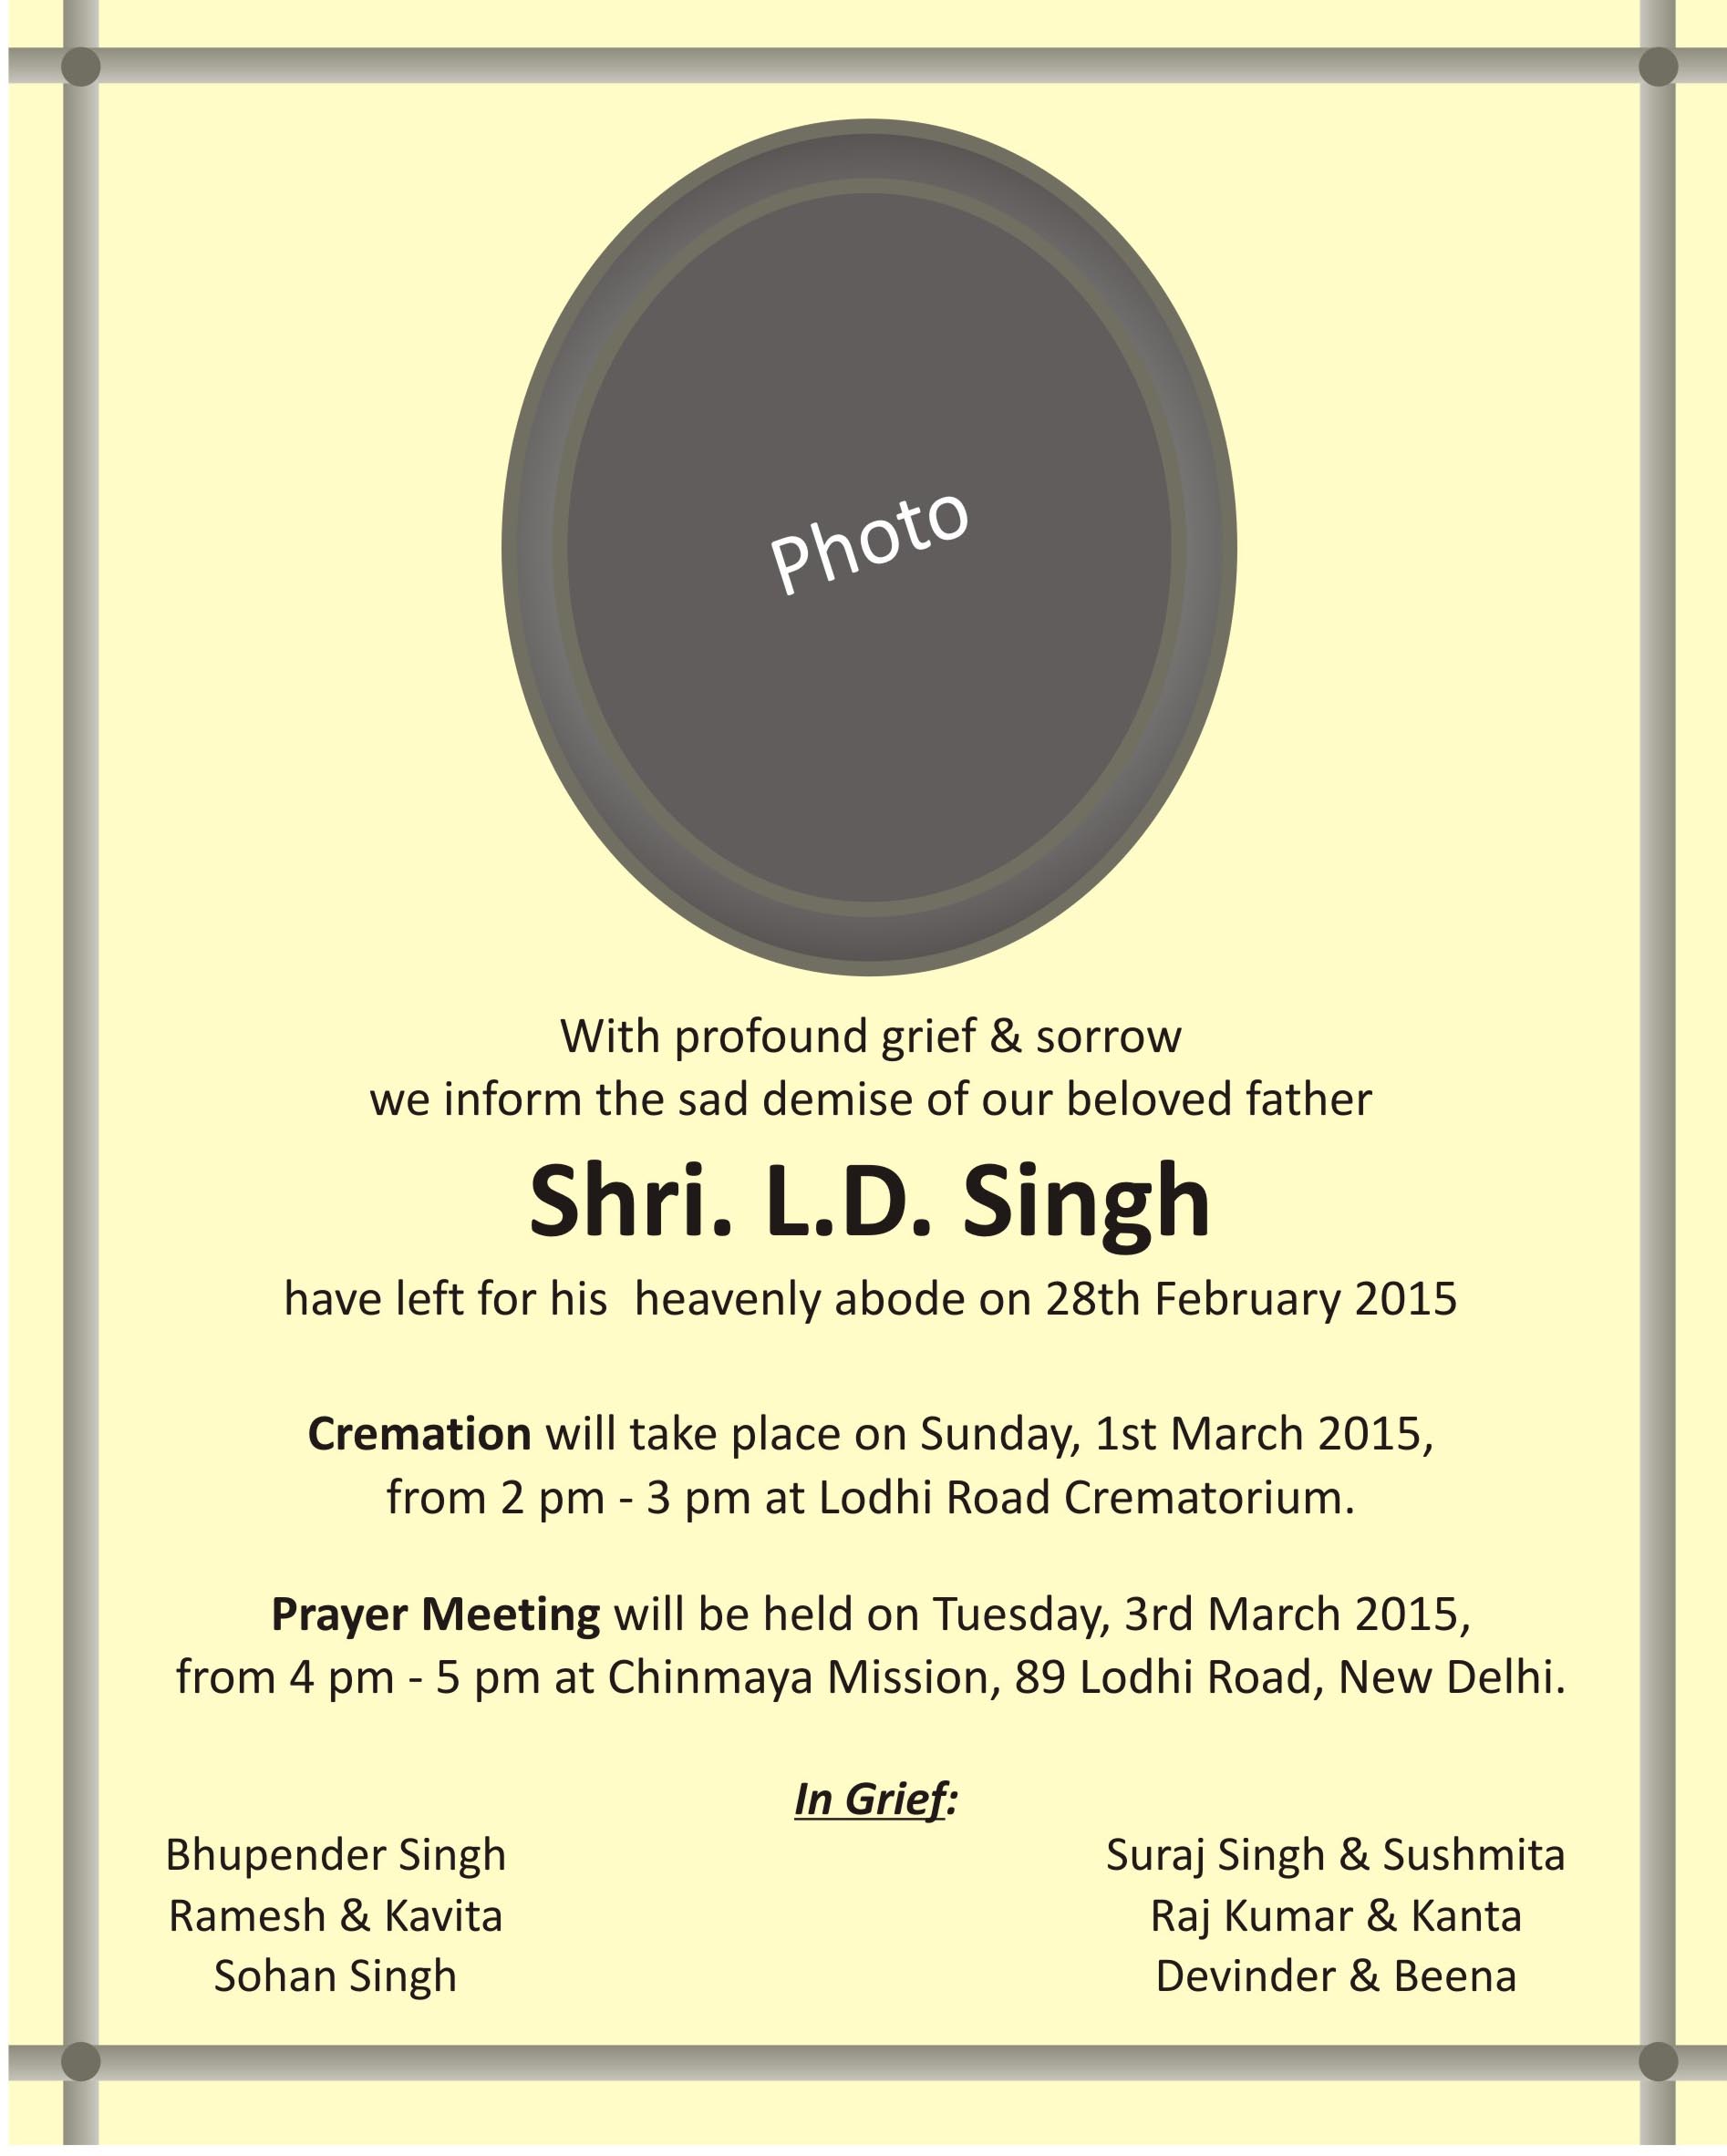 Photo
With profound grief & sorrow
we inform the sad demise of our beloved father
Shri. L.D. Singh
have left for his  heavenly abode on 28th February 2015
Cremation will take place on Sunday, 1st March 2015,
from 2 pm - 3 pm at Lodhi Road Crematorium.
Prayer Meeting will be held on Tuesday, 3rd March 2015,
from 4 pm - 5 pm at Chinmaya Mission, 89 Lodhi Road, New Delhi.
In Grief:
Bhupender Singh
Ramesh & Kavita
Sohan Singh
Suraj Singh & Sushmita
Raj Kumar & Kanta
Devinder & Beena